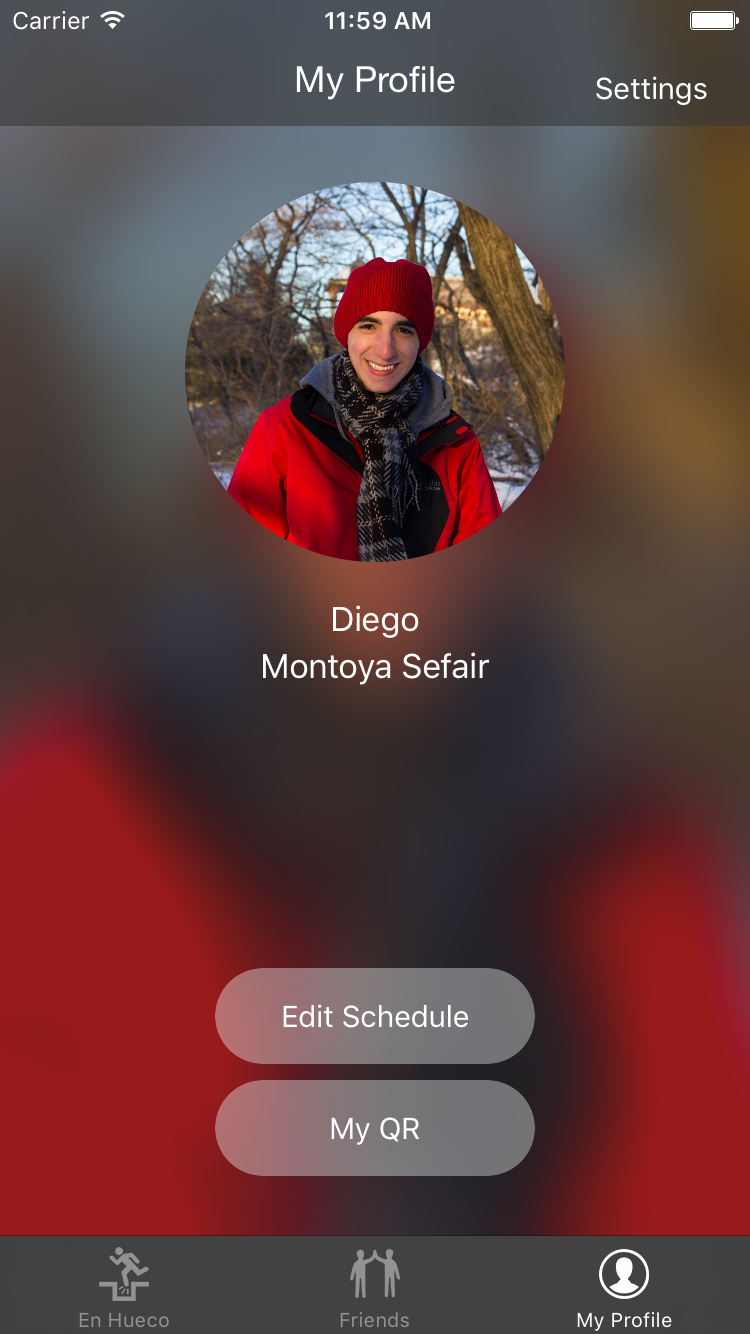 Carrier 11:59 AM
My Profile
Settings
Diego
Montoya Sefair
Edit Schedule
My QR
En Hueco Friends My Profile